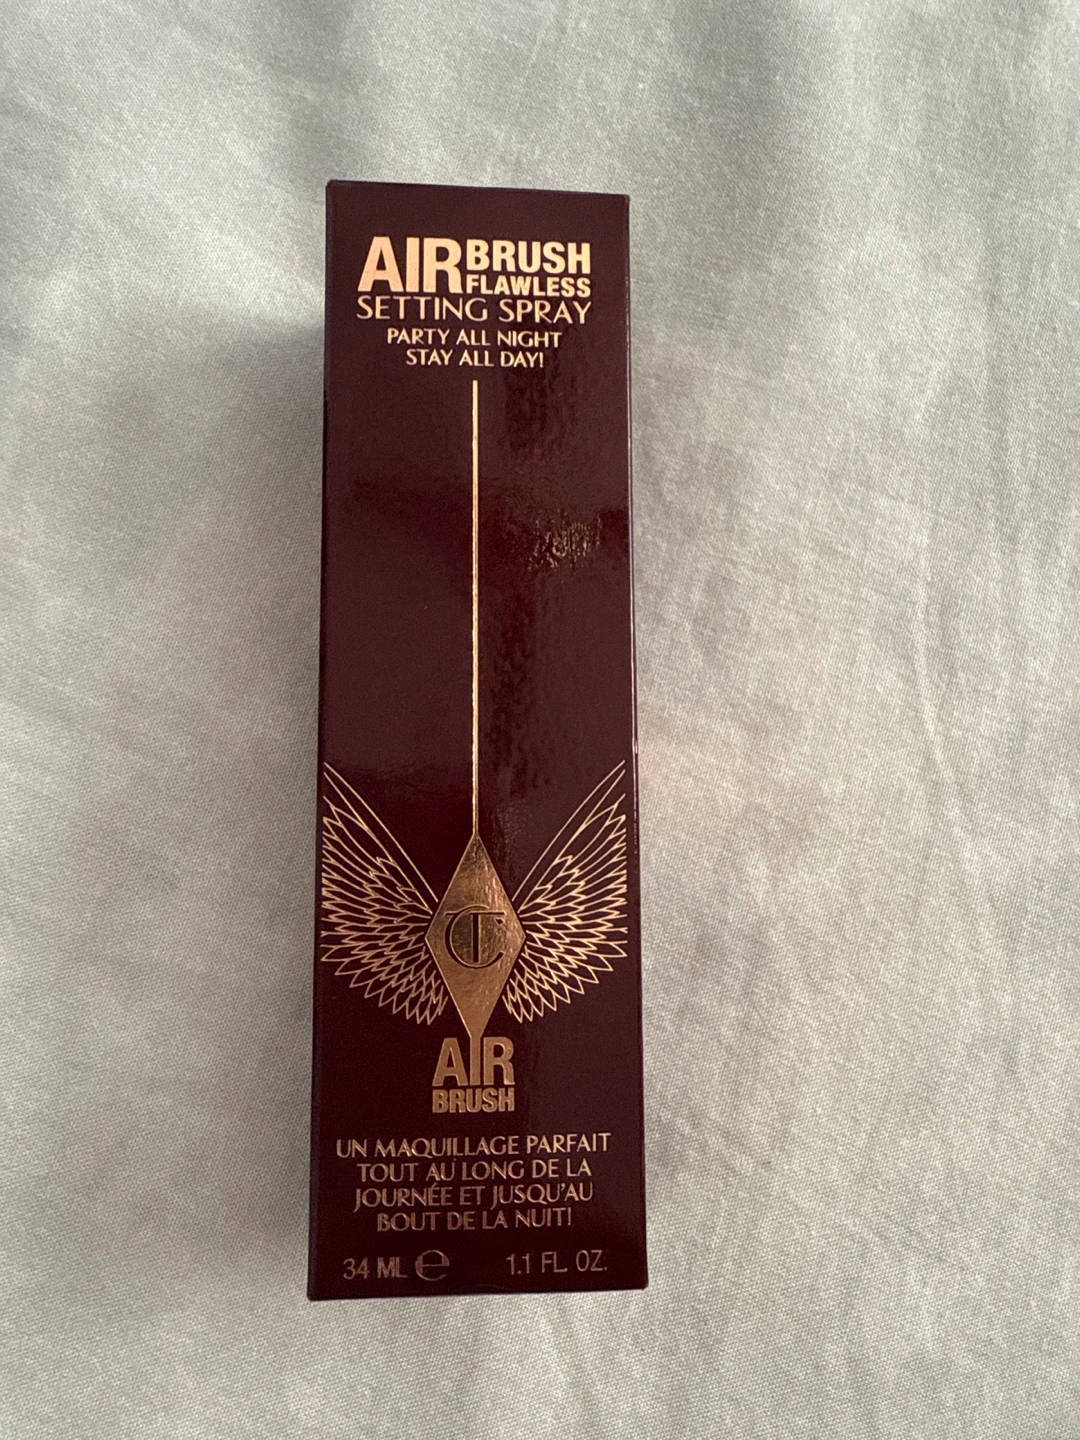 AIRBRUSH
FLAWLESS
SETTING SPRAY
PARTY ALL NIGHT
STAY ALL DAY!
CT
AIR
BRUSH
UN MAQUILLAGE PARFAIT
TOUT AU LONG DE LA
JOURNÉE ET JUSQU'AU
BOUT DE LA NUIT!
34 ML ℮ 1.1 FL. OZ.